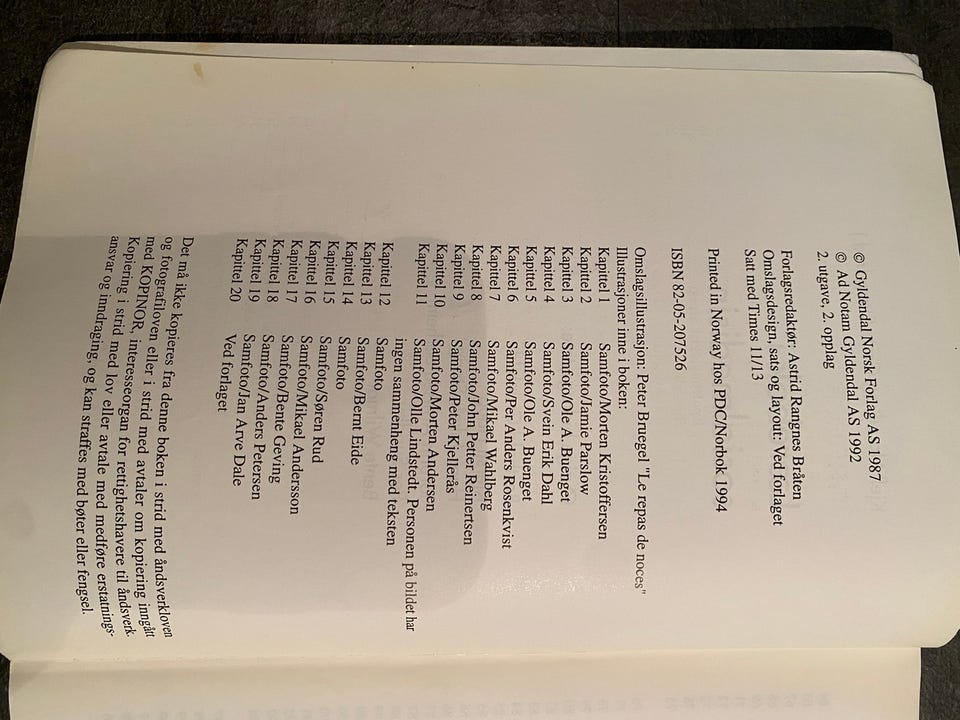 © Gyldendal Norsk Forlag AS 1987
© Ad Notam Gyldendal AS 1992
2. utgave, 2. opplag
Forlagsredaktør: Astrid Rangnes Bråten
Omslagsdesign, sats og layout: Ved forlaget
Satt med Times 11/13
Printed in Norway hos PDC/Norbok 1994
ISBN 82-05-207526
Omslagsillustrasjon: Peter Bruegel "Le repas de noces"
Illustrasjoner inne i boken:
Kapittel 1 Samfoto/Morten Kristoffersen
Kapittel 2 Samfoto/Jamie Parslow
Kapittel 3 Samfoto/Ole A. Buenget
Kapittel 4 Samfoto/Svein Erik Dahl
Kapittel 5 Samfoto/Ole A. Buenget
Kapittel 6 Samfoto/Per Anders Rosenkvist
Kapittel 7 Samfoto/Mikael Wahlberg
Kapittel 8 Samfoto/John Petter Reinertsen
Kapittel 9 Samfoto/Peter Kjellerås
Kapittel 10 Samfoto/Morten Andersen
Kapittel 11 Samfoto/Olle Lindstedt. Personen på bildet har
ingen sammenheng med teksten
Kapittel 12 Samfoto
Kapittel 13 Samfoto/Bernt Eide
Kapittel 14 Samfoto
Kapittel 15 Samfoto/Søren Rud
Kapittel 16 Samfoto/Mikael Andersson
Kapittel 17 Samfoto/Bente Geving
Kapittel 18 Samfoto/Anders Petersen
Kapittel 19 Samfoto/Jan Arve Dale
Kapittel 20 Ved forlaget
Det må ikke kopieres fra denne boken i strid med åndsverkloven
og fotografiloven eller i strid med avtaler om kopiering inngått
med KOPINOR, interesseorgan for rettighetshavere til åndsverk.
Kopiering i strid med lov eller avtale med medføre erstatnings-
ansvar og inndraging, og kan straffes med bøter eller fengsel.